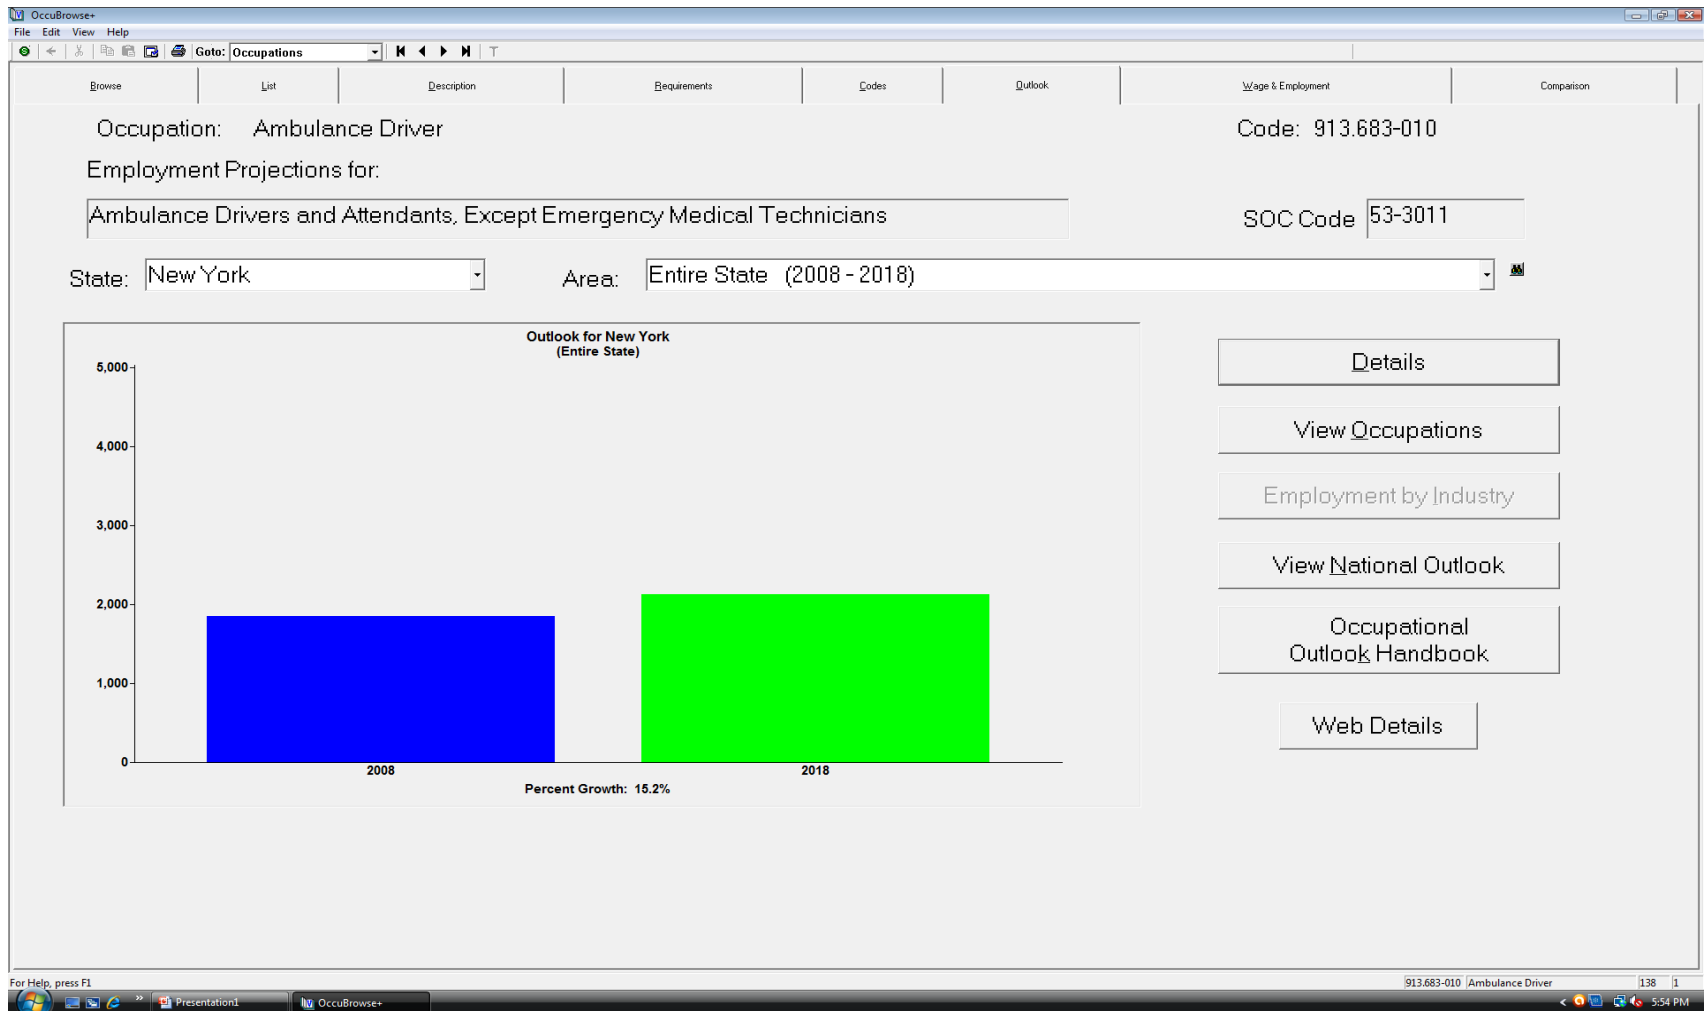 OccuBrowse+
File Edit View Help
Goto: Occupations T
Browse List Description Requirements Codes Outlook Wage & Employment Comparison
Occupation: Ambulance Driver Code: 913.683-010
Employment Projections for:
Ambulance Drivers and Attendants, Except Emergency Medical Technicians SOC Code 53-3011
State: New York Area: Entire State (2008 - 2018)
Outlook for New York
(Entire State)
5,000
4,000
3,000
2,000
1,000
0
2008 2018
Percent Growth: 15.2%
Details
View Occupations
Employment by Industry
View National Outlook
Occupational
Outlook Handbook
Web Details
For Help, press F1 913.683-010 Ambulance Driver 138 1
» Presentation1 OccuBrowse+ < 5:54 PM